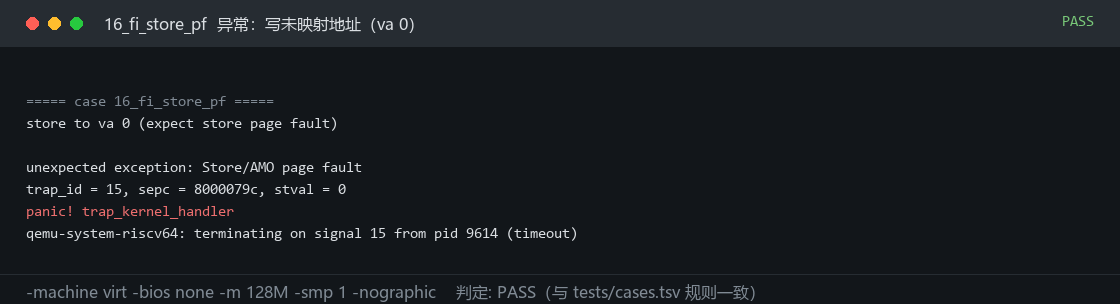 16_fi_store_pf 异常：写未映射地址（va 0） PASS
===== case 16_fi_store_pf =====
store to va 0 (expect store page fault)
unexpected exception: Store/AMO page fault
trap_id = 15, sepc = 8000079c, stval = 0
panic! trap_kernel_handler
qemu-system-riscv64: terminating on signal 15 from pid 9614 (timeout)
-machine virt -bios none -m 128M -smp 1 -nographic 判定: PASS（与 tests/cases.tsv 规则一致）